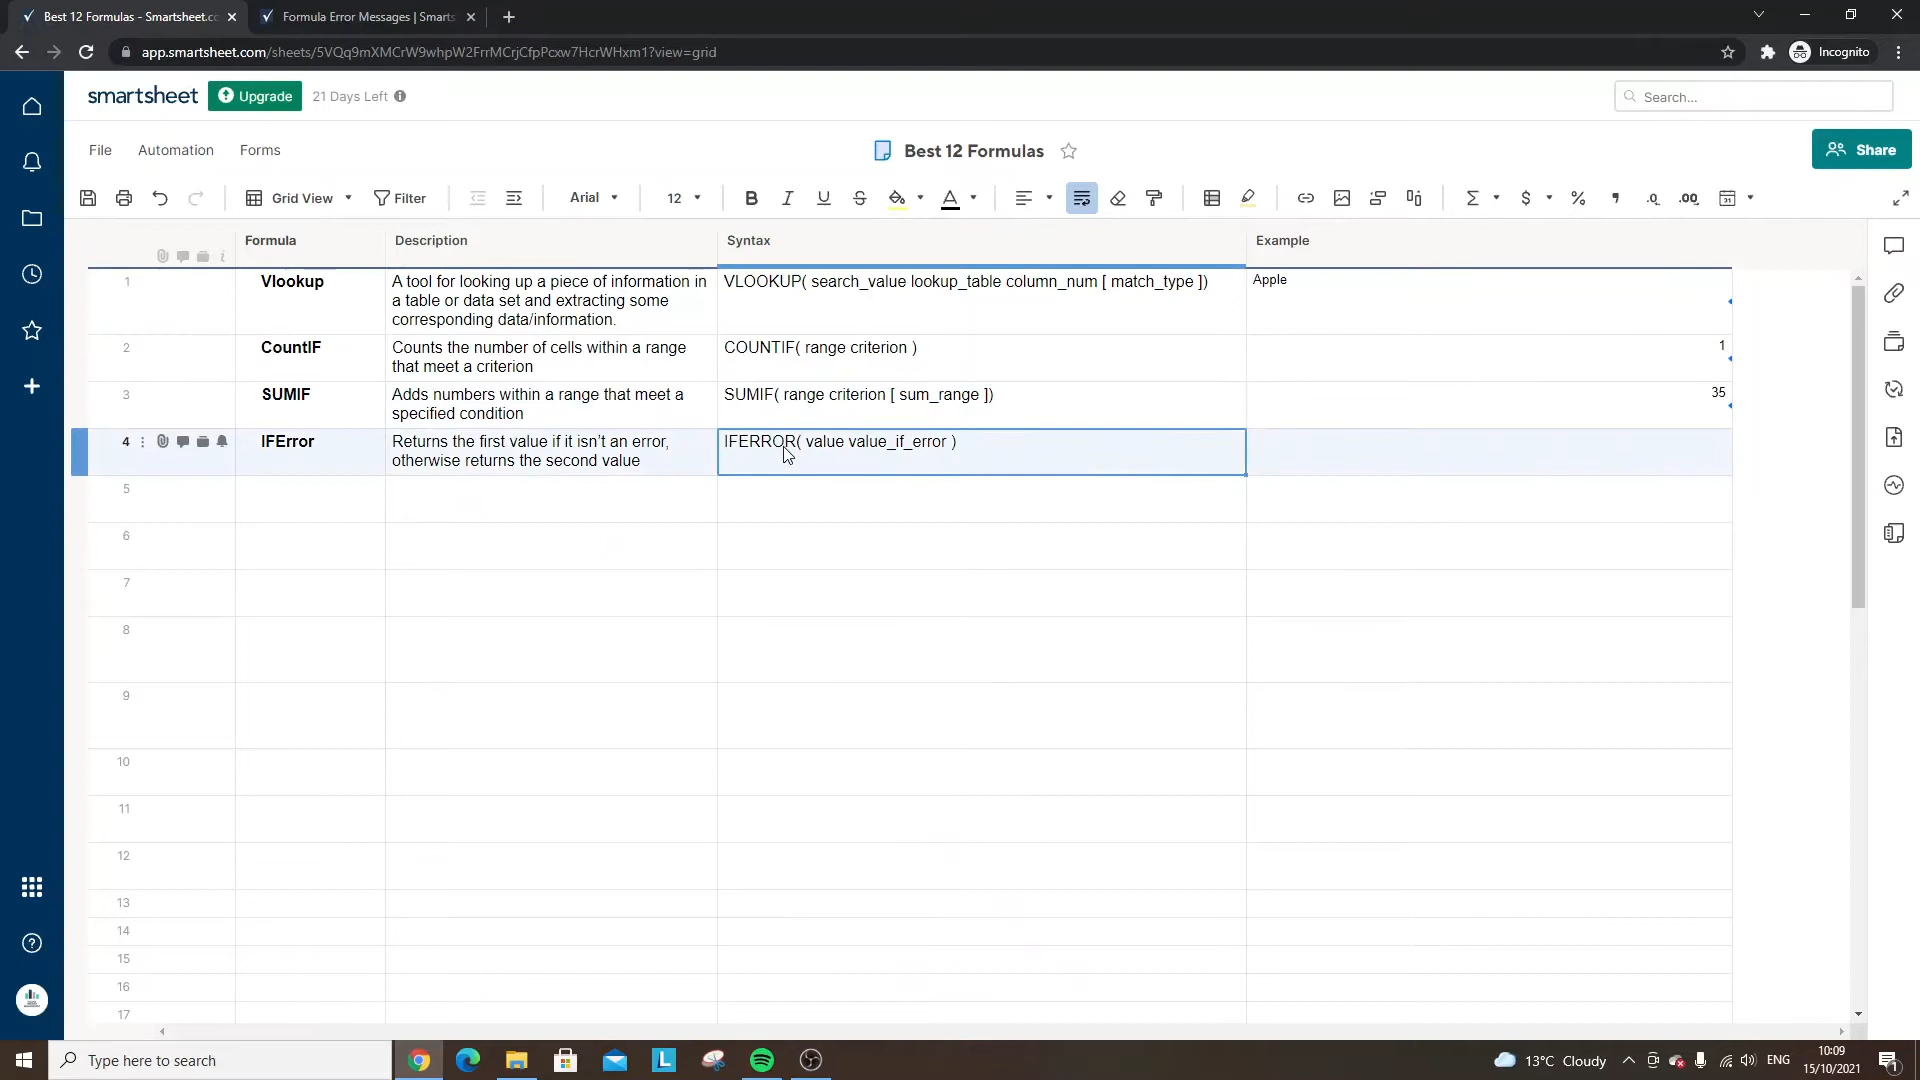 Best 12 Formulas - Smartsheet.co
Formula Error Messages | Smarts
app.smartsheet.com/sheets/5VQq9mXMCrW9whpW2FrrMCrjCfpPcxw7HcrWHxm1?view=grid
Incognito
smartsheet
Upgrade
21 Days Left
Search...
File
Automation
Forms
Best 12 Formulas
Share
Grid View
Filter
Arial
12
B
I
U
S
A
Σ
$
%
.0
.00
31
Formula
Description
Syntax
Example
1
Vlookup
A tool for looking up a piece of information in
a table or data set and extracting some
corresponding data/information.
VLOOKUP( search_value lookup_table column_num [ match_type ])
Apple
2
CountIF
Counts the number of cells within a range
that meet a criterion
COUNTIF( range criterion )
1
3
SUMIF
Adds numbers within a range that meet a
specified condition
SUMIF( range criterion [ sum_range ])
35
4
IFError
Returns the first value if it isn't an error,
otherwise returns the second value
IFERROR( value value_if_error )
5
6
7
8
9
10
11
12
13
14
15
16
17
Type here to search
L
13°C Cloudy
ENG
10:09
15/10/2021
1